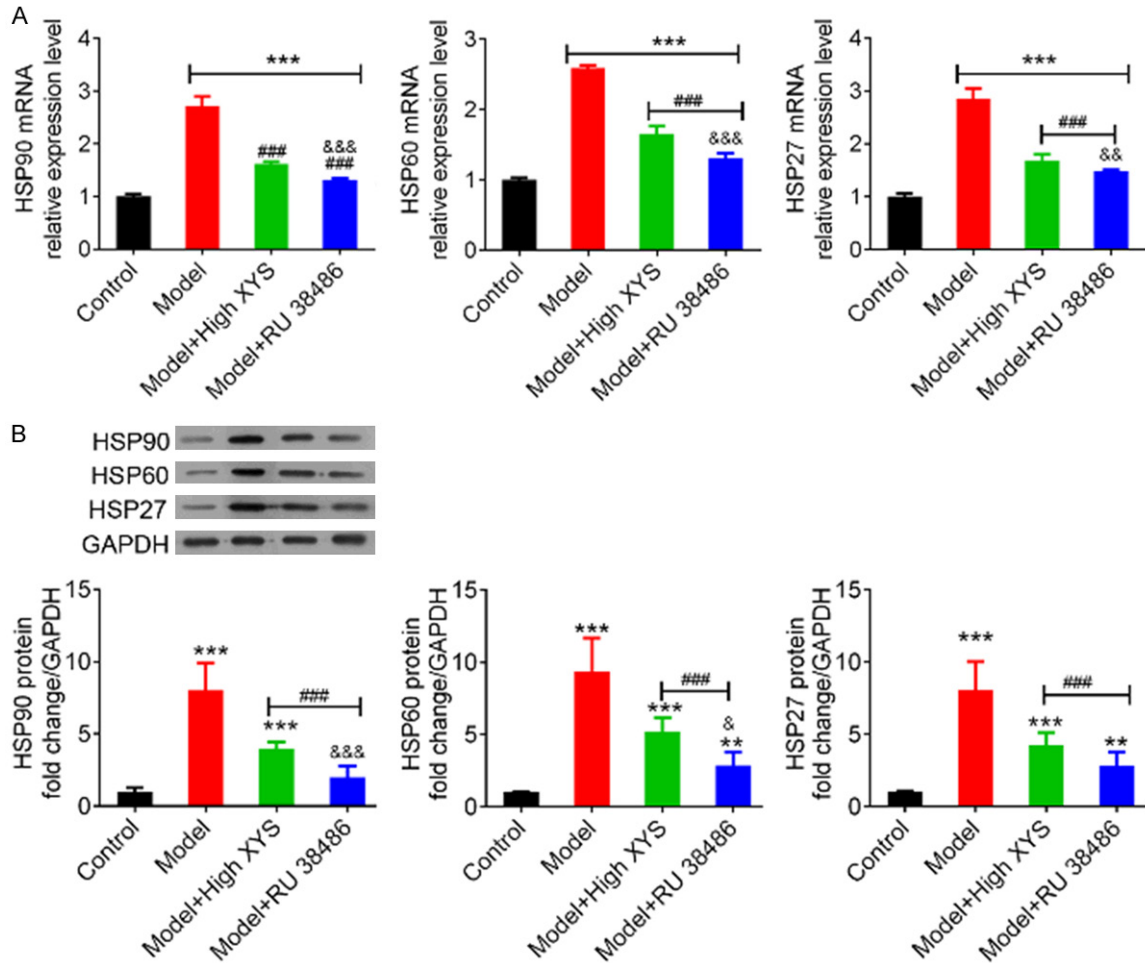 A
HSP90 mRNA
relative expression level
4
3
2
1
0
***
###
&&&
###
Control
Model
Model+High XYS
Model+RU 38486
HSP60 mRNA
relative expression level
3
2
1
0
***
###
&&&
Control
Model
Model+High XYS
Model+RU 38486
HSP27 mRNA
relative expression level
4
3
2
1
0
***
###
&&
Control
Model
Model+High XYS
Model+RU 38486
B
HSP90
HSP60
HSP27
GAPDH
HSP90 protein
fold change/GAPDH
15
10
5
0
***
***
###
&&&
Control
Model
Model+High XYS
Model+RU 38486
HSP60 protein
fold change/GAPDH
15
10
5
0
***
***
###
&
**
Control
Model
Model+High XYS
Model+RU 38486
HSP27 protein
fold change/GAPDH
15
10
5
0
***
***
###
**
Control
Model
Model+High XYS
Model+RU 38486